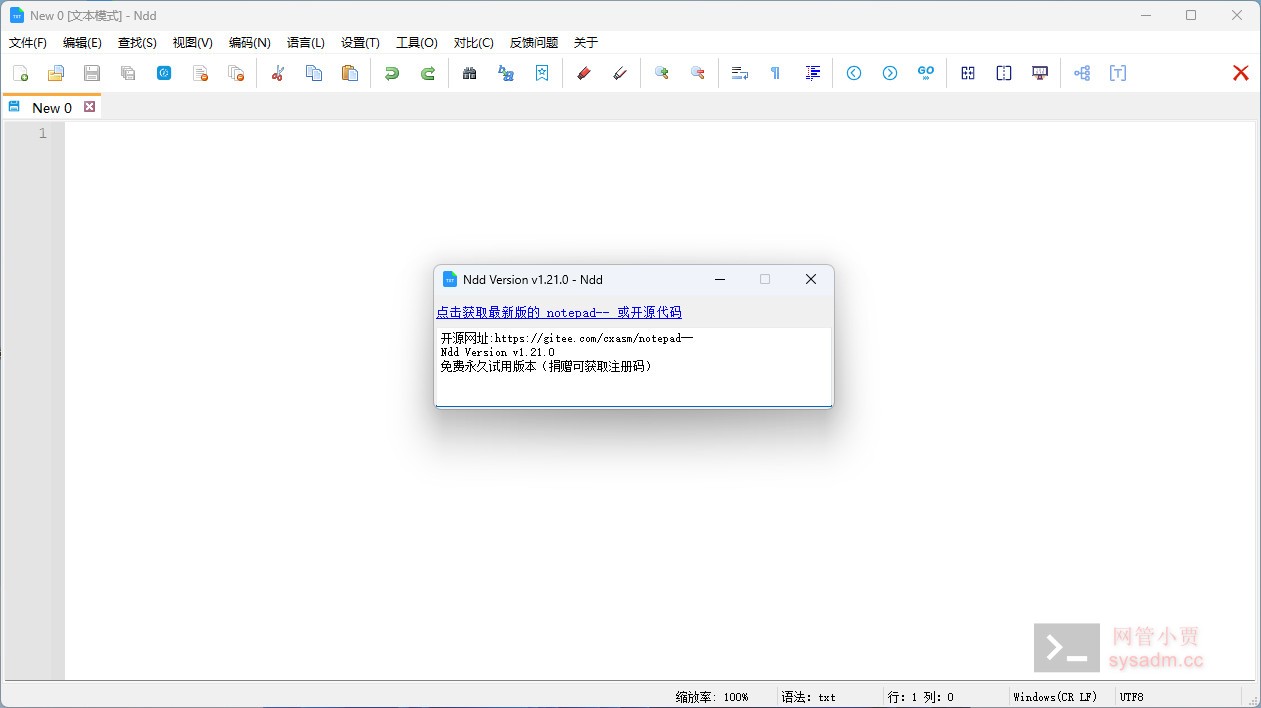 New 0 [文本模式] - Ndd
文件(F) 编辑(E) 查找(S) 视图(V) 编码(N) 语言(L) 设置(T) 工具(O) 对比(C) 反馈问题 关于
New 0
1
Ndd Version v1.21.0 - Ndd
点击获取最新版的 notepad-- 或开源代码
开源网址:https://gitee.com/cxasm/notepad--
Ndd Version v1.21.0
免费永久试用版本（捐赠可获取注册码）
网管小贾
sysadm.cc
缩放率: 100% 语法: txt 行: 1 列: 0 Windows(CR LF) UTF8